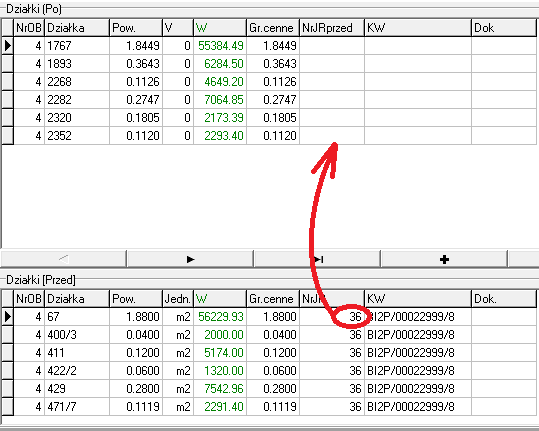 Działki (Po)
NrOB Działka Pow. V W Gr.cenne NrJRprzed KW Dok
4 1767 1.8449 0 55384.49 1.8449
4 1893 0.3643 0 6284.50 0.3643
4 2268 0.1126 0 4649.20 0.1126
4 2282 0.2747 0 7064.85 0.2747
4 2320 0.1805 0 2173.39 0.1805
4 2352 0.1120 0 2293.40 0.1120
Działki (Przed)
NrOB Działka Pow. Jedn. W Gr.cenne KW Dok.
4 67 1.8800 m2 56229.93 1.8800 36 BI2P/00022999/8
4 400/3 0.0400 m2 2000.00 0.0400 36 BI2P/00022999/8
4 411 0.1200 m2 5174.00 0.1200 36 BI2P/00022999/8
4 422/2 0.0600 m2 1320.00 0.0600 36 BI2P/00022999/8
4 429 0.2800 m2 7542.96 0.2800 36 BI2P/00022999/8
4 471/7 0.1119 m2 2291.40 0.1119 36 BI2P/00022999/8